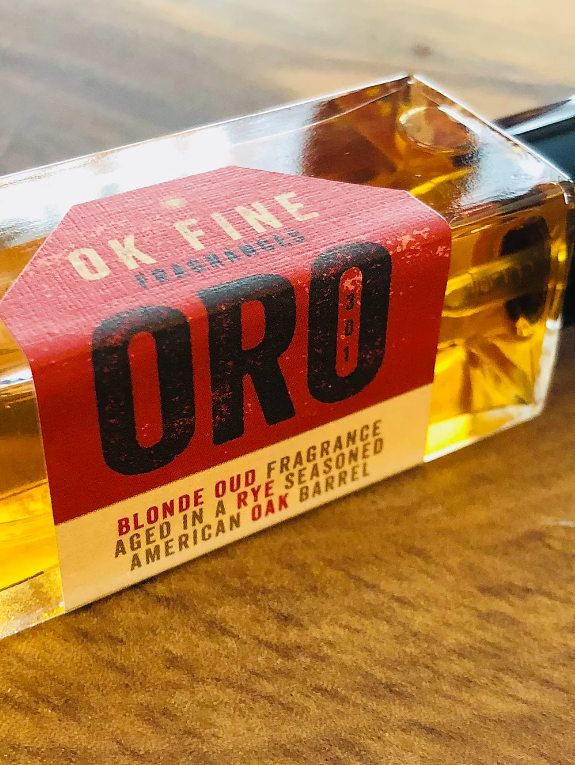 OK FINE
FRAGRANCES
ORO
301
BLONDE OUD FRAGRANCE
AGED IN A RYE SEASONED
AMERICAN OAK BARREL